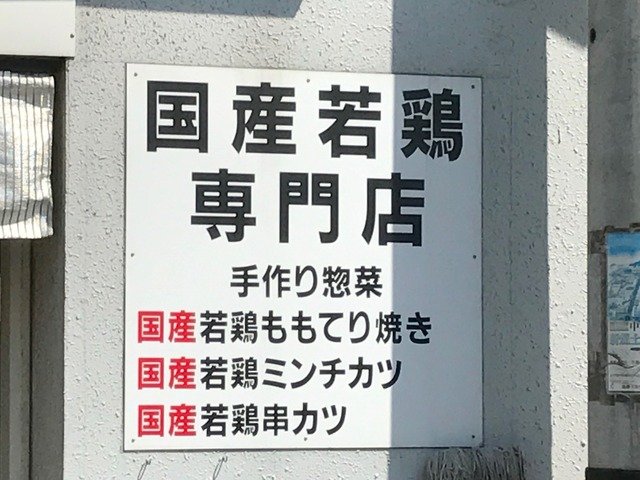 国産若鶏
専門店
手作り惣菜
国産若鶏ももてり焼き
国産若鶏ミンチカツ
国産若鶏串カツ